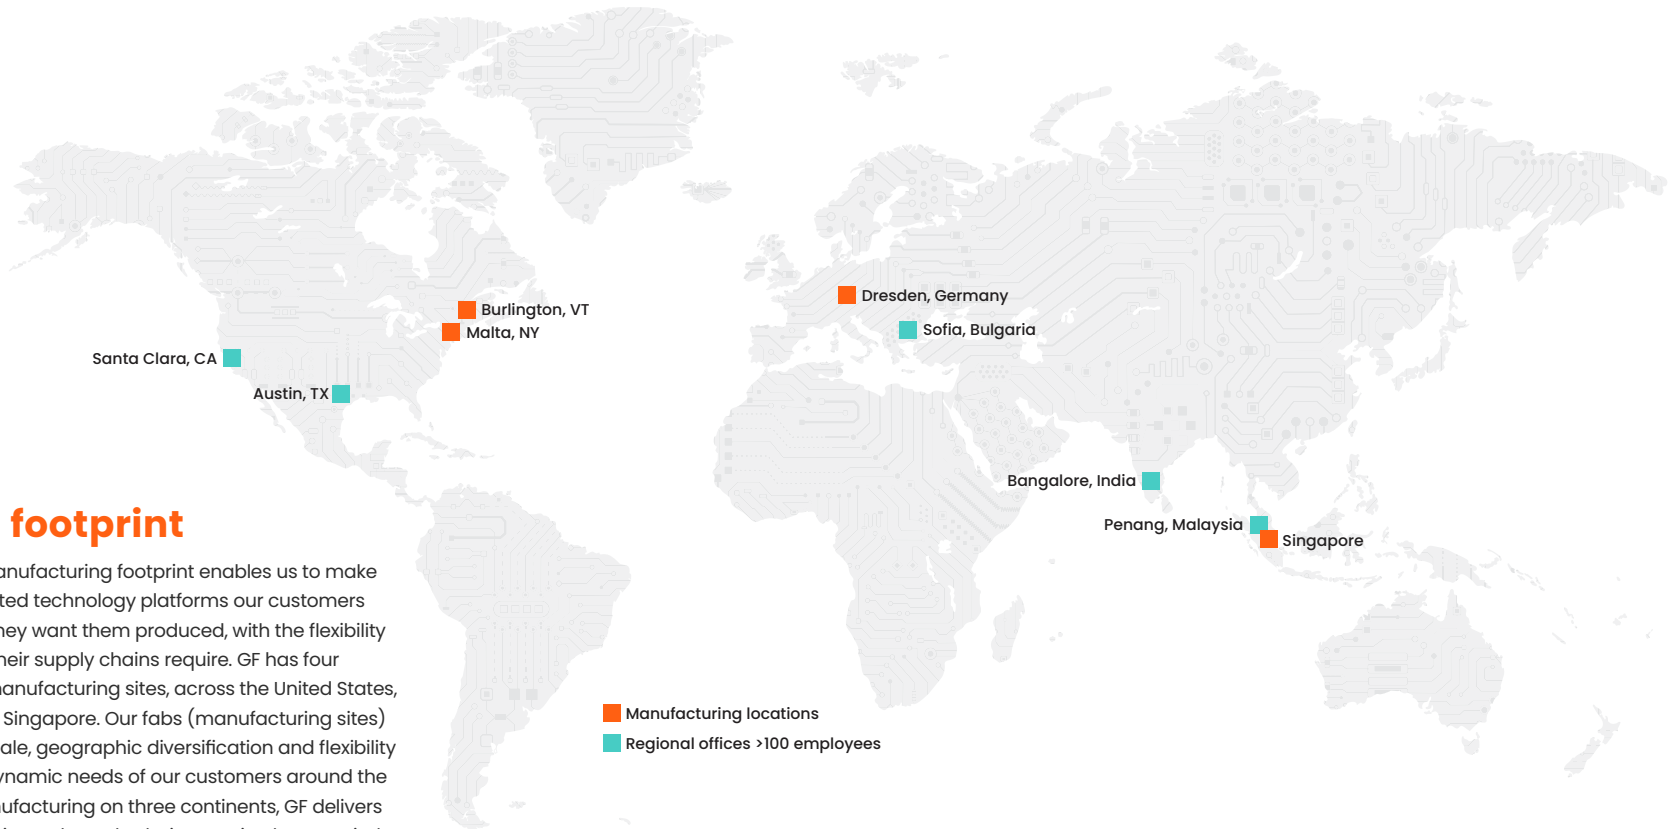 Burlington, VT
Malta, NY
Santa Clara, CA
Austin, TX
Dresden, Germany
Sofia, Bulgaria
Bangalore, India
Penang, Malaysia
Singapore
footprint
anufacturing footprint enables us to make
ted technology platforms our customers
hey want them produced, with the flexibility
heir supply chains require. GF has four
nanufacturing sites, across the United States,
Singapore. Our fabs (manufacturing sites)
ale, geographic diversification and flexibility
ynamic needs of our customers around the
nufacturing on three continents, GF delivers
Manufacturing locations
Regional offices >100 employees